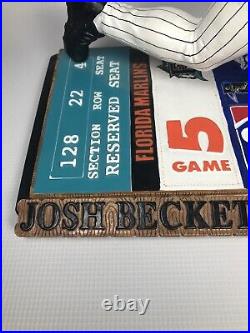 128 22 4
SECTION ROW SEAT
RESERVED SEAT
FLORIDA MARLINS
5
GAME
JOSH BECKET